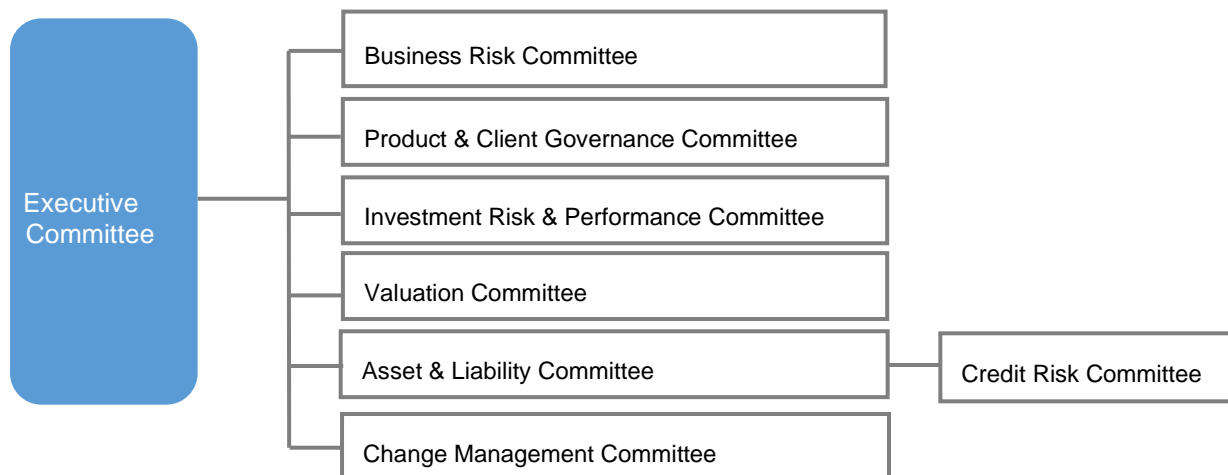 Executive
Committee
Business Risk Committee
Product & Client Governance Committee
Investment Risk & Performance Committee
Valuation Committee
Asset & Liability Committee
Credit Risk Committee
Change Management Committee